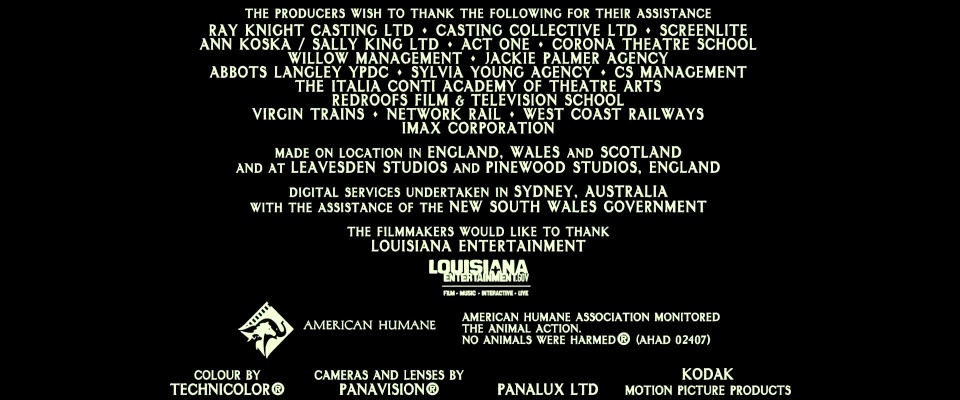 THE PRODUCERS WISH TO THANK THE FOLLOWING FOR THEIR ASSISTANCE
RAY KNIGHT CASTING LTD • CASTING COLLECTIVE LTD • SCREENLITE
ANN KOSKA / SALLY KING LTD • ACT ONE • CORONA THEATRE SCHOOL
WILLOW MANAGEMENT • JACKIE PALMER AGENCY
ABBOTS LANGLEY YPDC • SYLVIA YOUNG AGENCY • CS MANAGEMENT
THE ITALIA CONTI ACADEMY OF THEATRE ARTS
REDROOFS FILM & TELEVISION SCHOOL
VIRGIN TRAINS • NETWORK RAIL • WEST COAST RAILWAYS
IMAX CORPORATION
MADE ON LOCATION IN ENGLAND, WALES AND SCOTLAND
AND AT LEAVESDEN STUDIOS AND PINEWOOD STUDIOS, ENGLAND
DIGITAL SERVICES UNDERTAKEN IN SYDNEY, AUSTRALIA
WITH THE ASSISTANCE OF THE NEW SOUTH WALES GOVERNMENT
THE FILMMAKERS WOULD LIKE TO THANK
LOUISIANA ENTERTAINMENT
LOUISIANA
ENTERTAINMENT.GOV
FILM • MUSIC • INTERACTIVE • LIVE
AMERICAN HUMANE
AMERICAN HUMANE ASSOCIATION MONITORED
THE ANIMAL ACTION.
NO ANIMALS WERE HARMED® (AHAD 02407)
COLOUR BY
TECHNICOLOR®
CAMERAS AND LENSES BY
PANAVISION®
PANALUX LTD
KODAK
MOTION PICTURE PRODUCTS